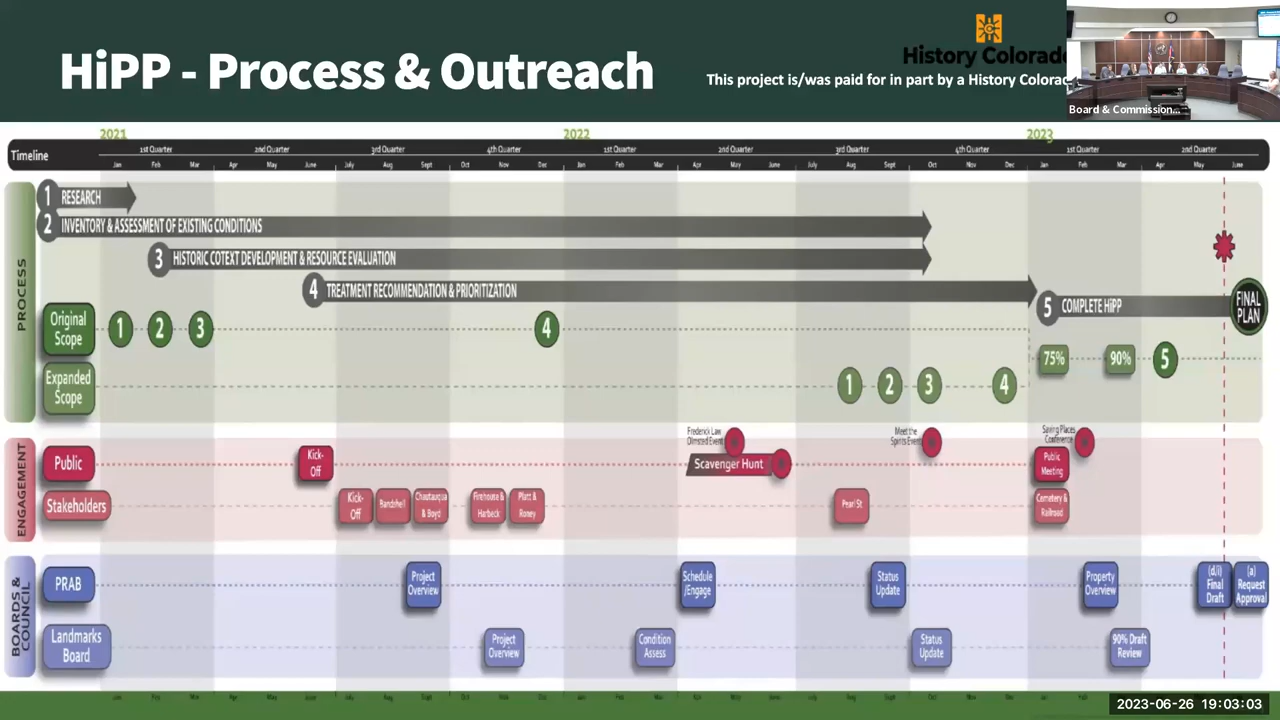 HiPP - Process & Outreach
History Colorad
This project is/was paid for in part by a History Colorad
Board & Commission...
2021
2022
2023
Timeline
1st Quarter
2nd Quarter
3rd Quarter
4th Quarter
1st Quarter
2nd Quarter
3rd Quarter
4th Quarter
1st Quarter
2nd Quarter
Jan Feb Mar Apr May June July Aug Sept Oct Nov Dec Jan Feb Mar Apr May June July Aug Sept Oct Nov Dec Jan Feb Mar Apr May June
PROCESS
1 RESEARCH
2 INVENTORY & ASSESSMENT OF EXISTING CONDITIONS
3 HISTORIC COTEXT DEVELOPMENT & RESOURCE EVALUATION
4 TREATMENT RECOMMENDATION & PRIORITIZATION
5 COMPLETE HiPP
FINAL
PLAN
Original
Scope
1 2 3 4
75% 90% 5
Expanded
Scope
1 2 3 4
ENGAGEMENT
Public
Kick-
Off
Frederick Law
Olmsted Event
Scavenger Hunt
Meet the
Spirits Event
Saving Places
Conference
Public
Meeting
Stakeholders
Kick-
Off
Bandshell
Chautauqua
& Boyd
Firehouse &
Harbeck
Platt &
Roney
Pearl St
Cemetery &
Railroad
BOARDS &
COUNCIL
PRAB
Project
Overview
Schedule
/Engage
Status
Update
Property
Overview
(d/i)
Final
Draft
(a)
Request
Approval
Landmarks
Board
Project
Overview
Condition
Assess
Status
Update
90% Draft
Review
2023-06-26 19:03:03